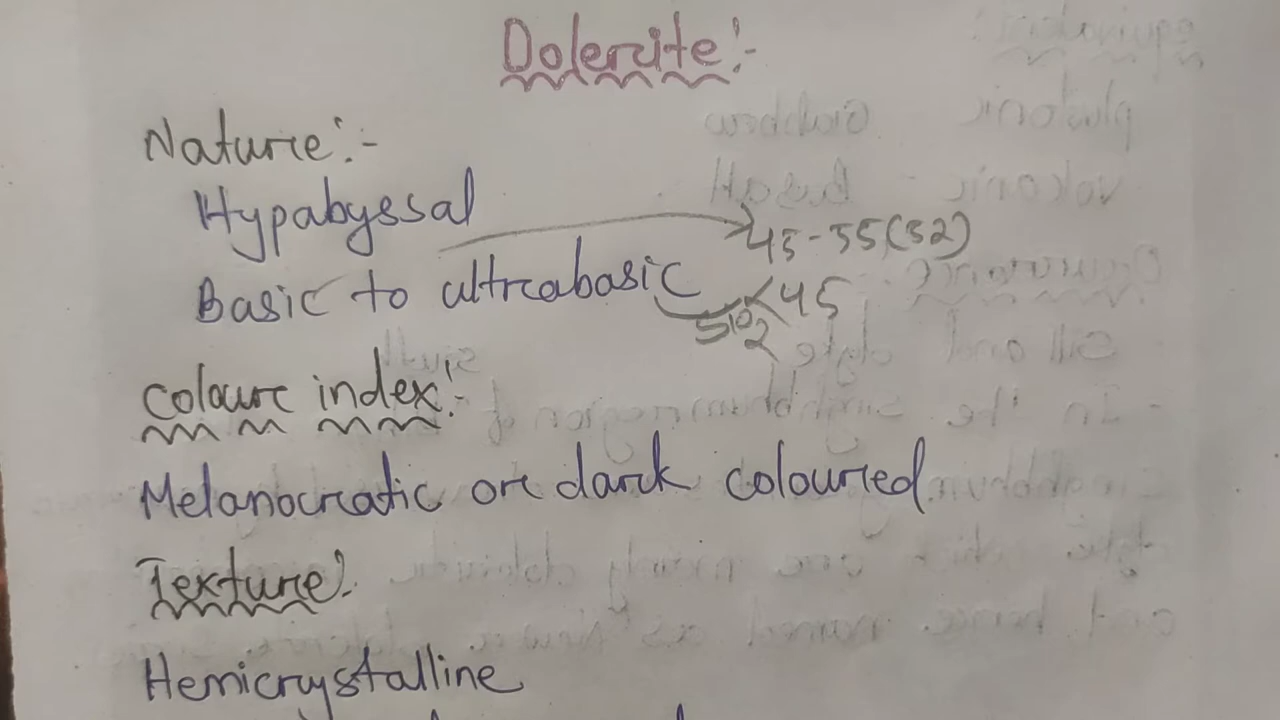 Dolerite:-
Nature:-
Hypabyssal
45-55(52)
Basic to ultrabasic <45
SiO2
Colour index:-
Melanocratic or dark coloured
Texture:-
Hemicrystalline